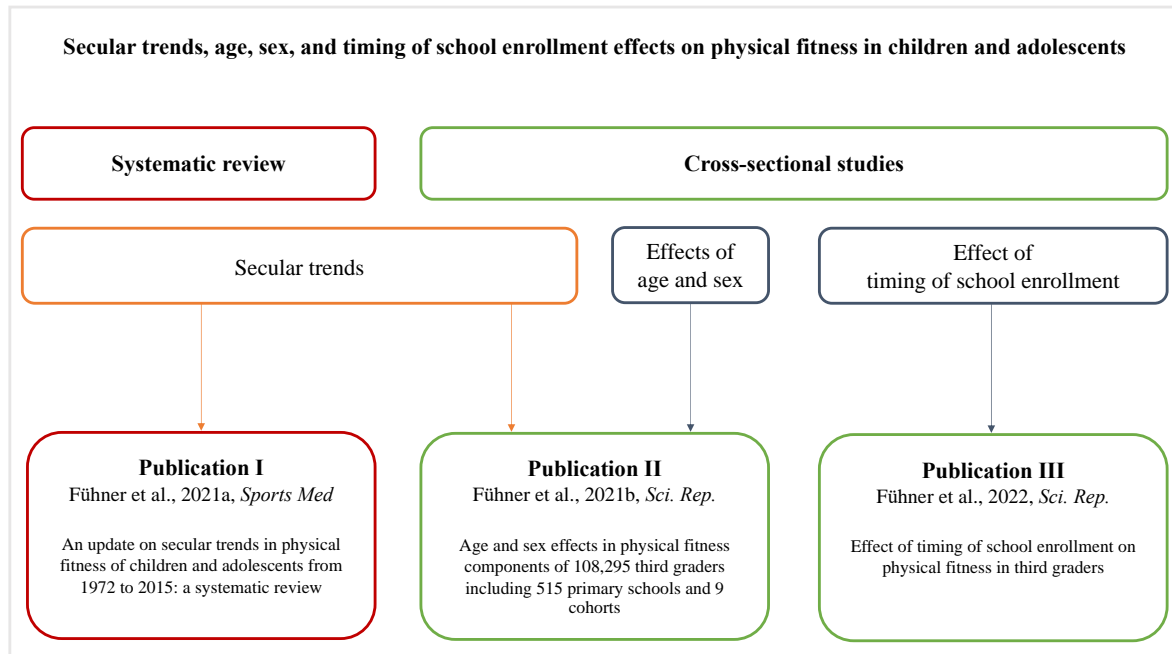 Secular trends, age, sex, and timing of school enrollment effects on physical fitness in children and adolescents
Systematic review
Cross-sectional studies
Secular trends
Effects of
age and sex
Effect of
timing of school enrollment
Publication I
Fühner et al., 2021a, Sports Med
An update on secular trends in physical
fitness of children and adolescents from
1972 to 2015: a systematic review
Publication II
Fühner et al., 2021b, Sci. Rep.
Age and sex effects in physical fitness
components of 108,295 third graders
including 515 primary schools and 9
cohorts
Publication III
Fühner et al., 2022, Sci. Rep.
Effect of timing of school enrollment on
physical fitness in third graders